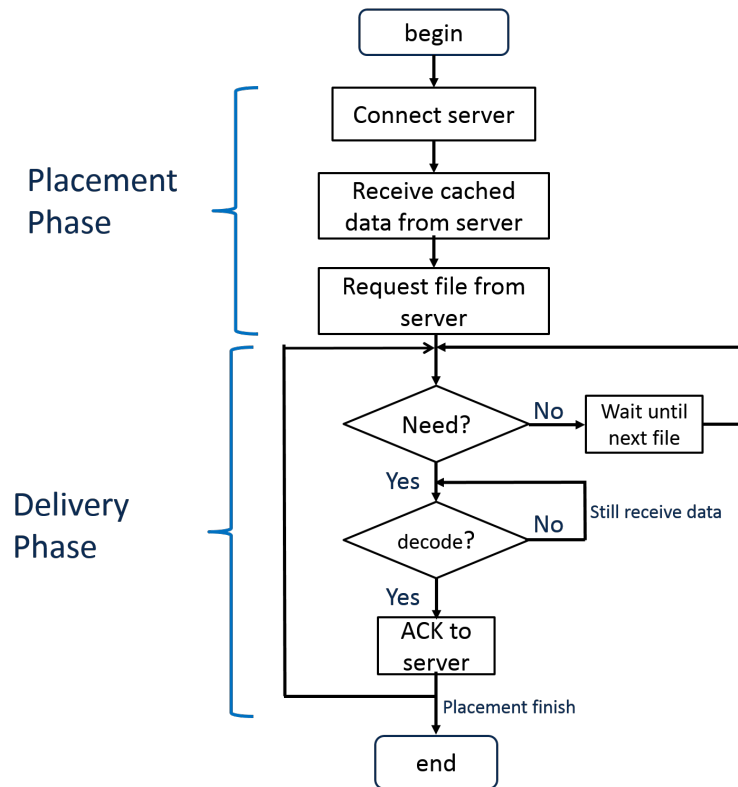 begin
Connect server
Placement
Phase
Receive cached
data from server
Request file from
server
Need?
No
Wait until
next file
Yes
Delivery
Phase
decode?
No
Still receive data
Yes
ACK to
server
Placement finish
end